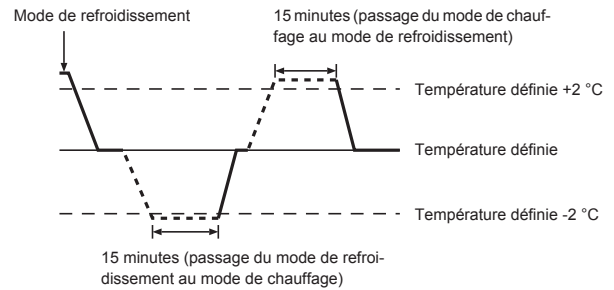 Mode de refroidissement
15 minutes (passage du mode de chauf-
fage au mode de refroidissement)
Température définie +2 °C
Température définie
Température définie -2 °C
15 minutes (passage du mode de refroi-
dissement au mode de chauffage)